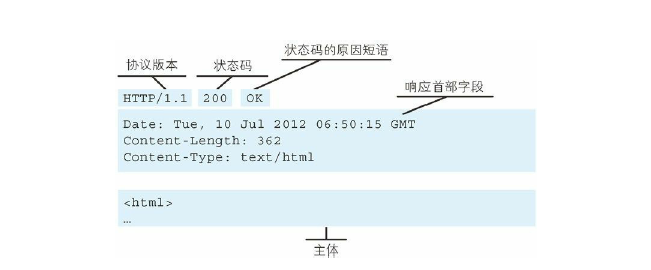 状态码的原因短语
协议版本 状态码
响应首部字段
HTTP/1.1 200 OK
Date: Tue, 10 Jul 2012 06:50:15 GMT
Content-Length: 362
Content-Type: text/html
<html>
…
主体